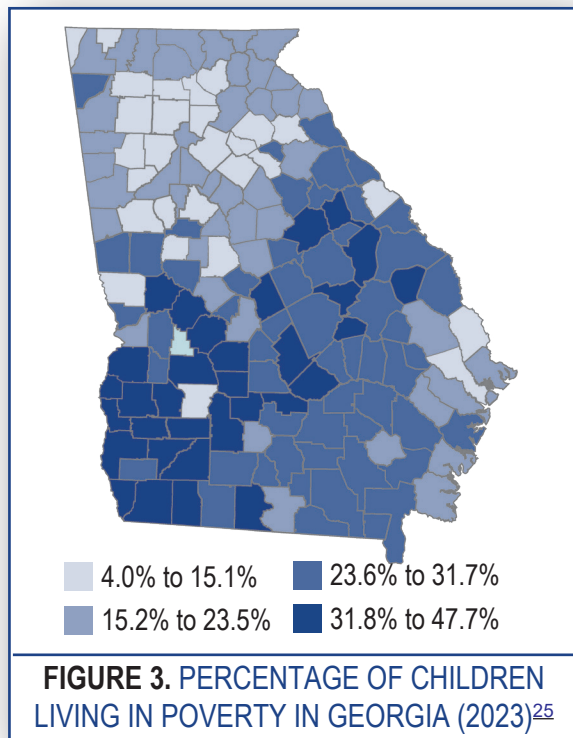 4.0% to 15.1%
23.6% to 31.7%
15.2% to 23.5%
31.8% to 47.7%
FIGURE 3. PERCENTAGE OF CHILDREN
LIVING IN POVERTY IN GEORGIA (2023)25